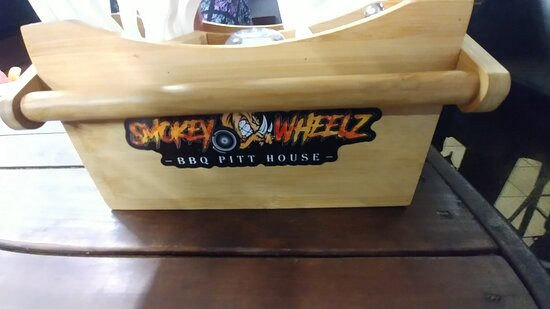 SMOKEY WHEELZ
- BBQ PITT HOUSE -